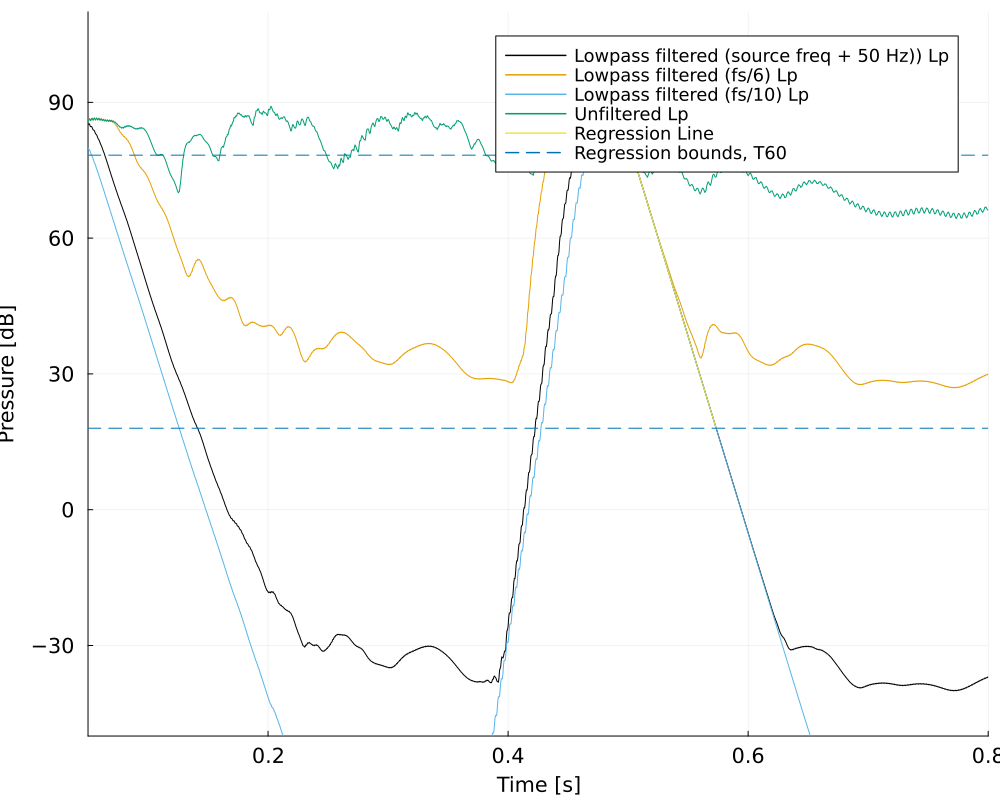 Lowpass filtered (source freq + 50 Hz)) Lp
Lowpass filtered (fs/6) Lp
Lowpass filtered (fs/10) Lp
Unfiltered Lp
Regression Line
Regression bounds, T60
90
60
30
0
−30
Pressure [dB]
0.2
0.4
0.6
0.8
Time [s]